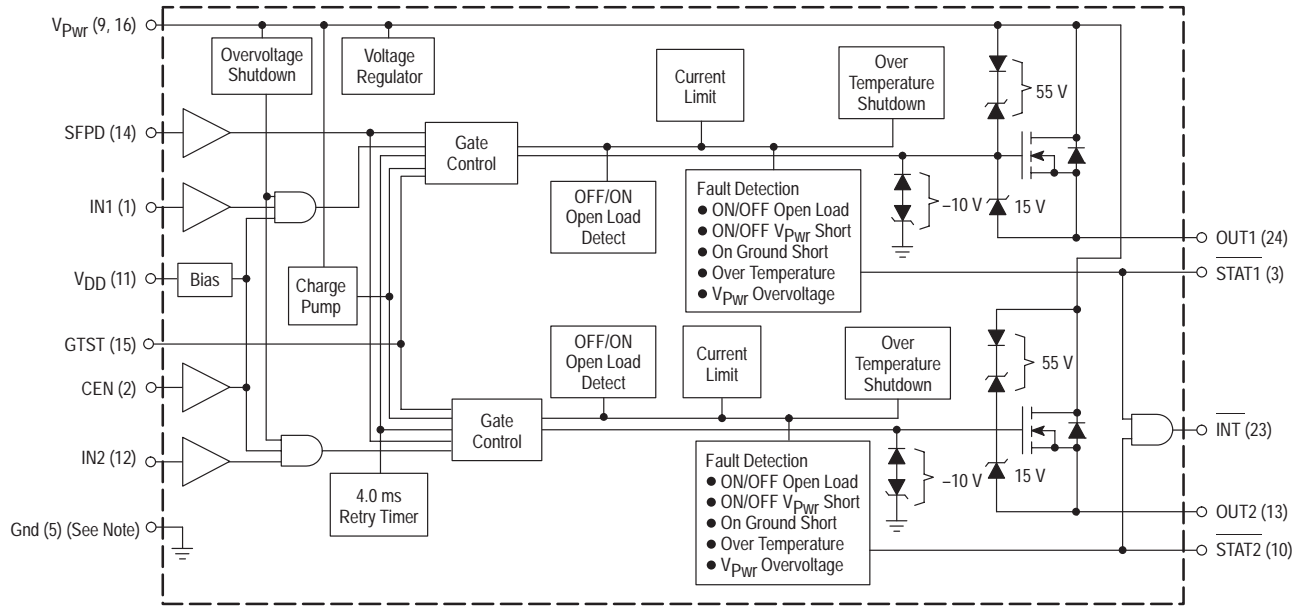 VPwr (9, 16)
Overvoltage
Shutdown
Voltage
Regulator
Current
Limit
Over
Temperature
Shutdown
55 V
SFPD (14)
Gate
Control
OFF/ON
Open Load
Detect
Fault Detection
● ON/OFF Open Load
● ON/OFF VPwr Short
● On Ground Short
● Over Temperature
● VPwr Overvoltage
–10 V
15 V
IN1 (1)
OUT1 (24)
VDD (11)
Bias
Charge
Pump
STAT1 (3)
GTST (15)
OFF/ON
Open Load
Detect
Current
Limit
Over
Temperature
Shutdown
55 V
CEN (2)
Gate
Control
INT (23)
IN2 (12)
4.0 ms
Retry Timer
Fault Detection
● ON/OFF Open Load
● ON/OFF VPwr Short
● On Ground Short
● Over Temperature
● VPwr Overvoltage
–10 V
15 V
Gnd (5) (See Note)
OUT2 (13)
STAT2 (10)